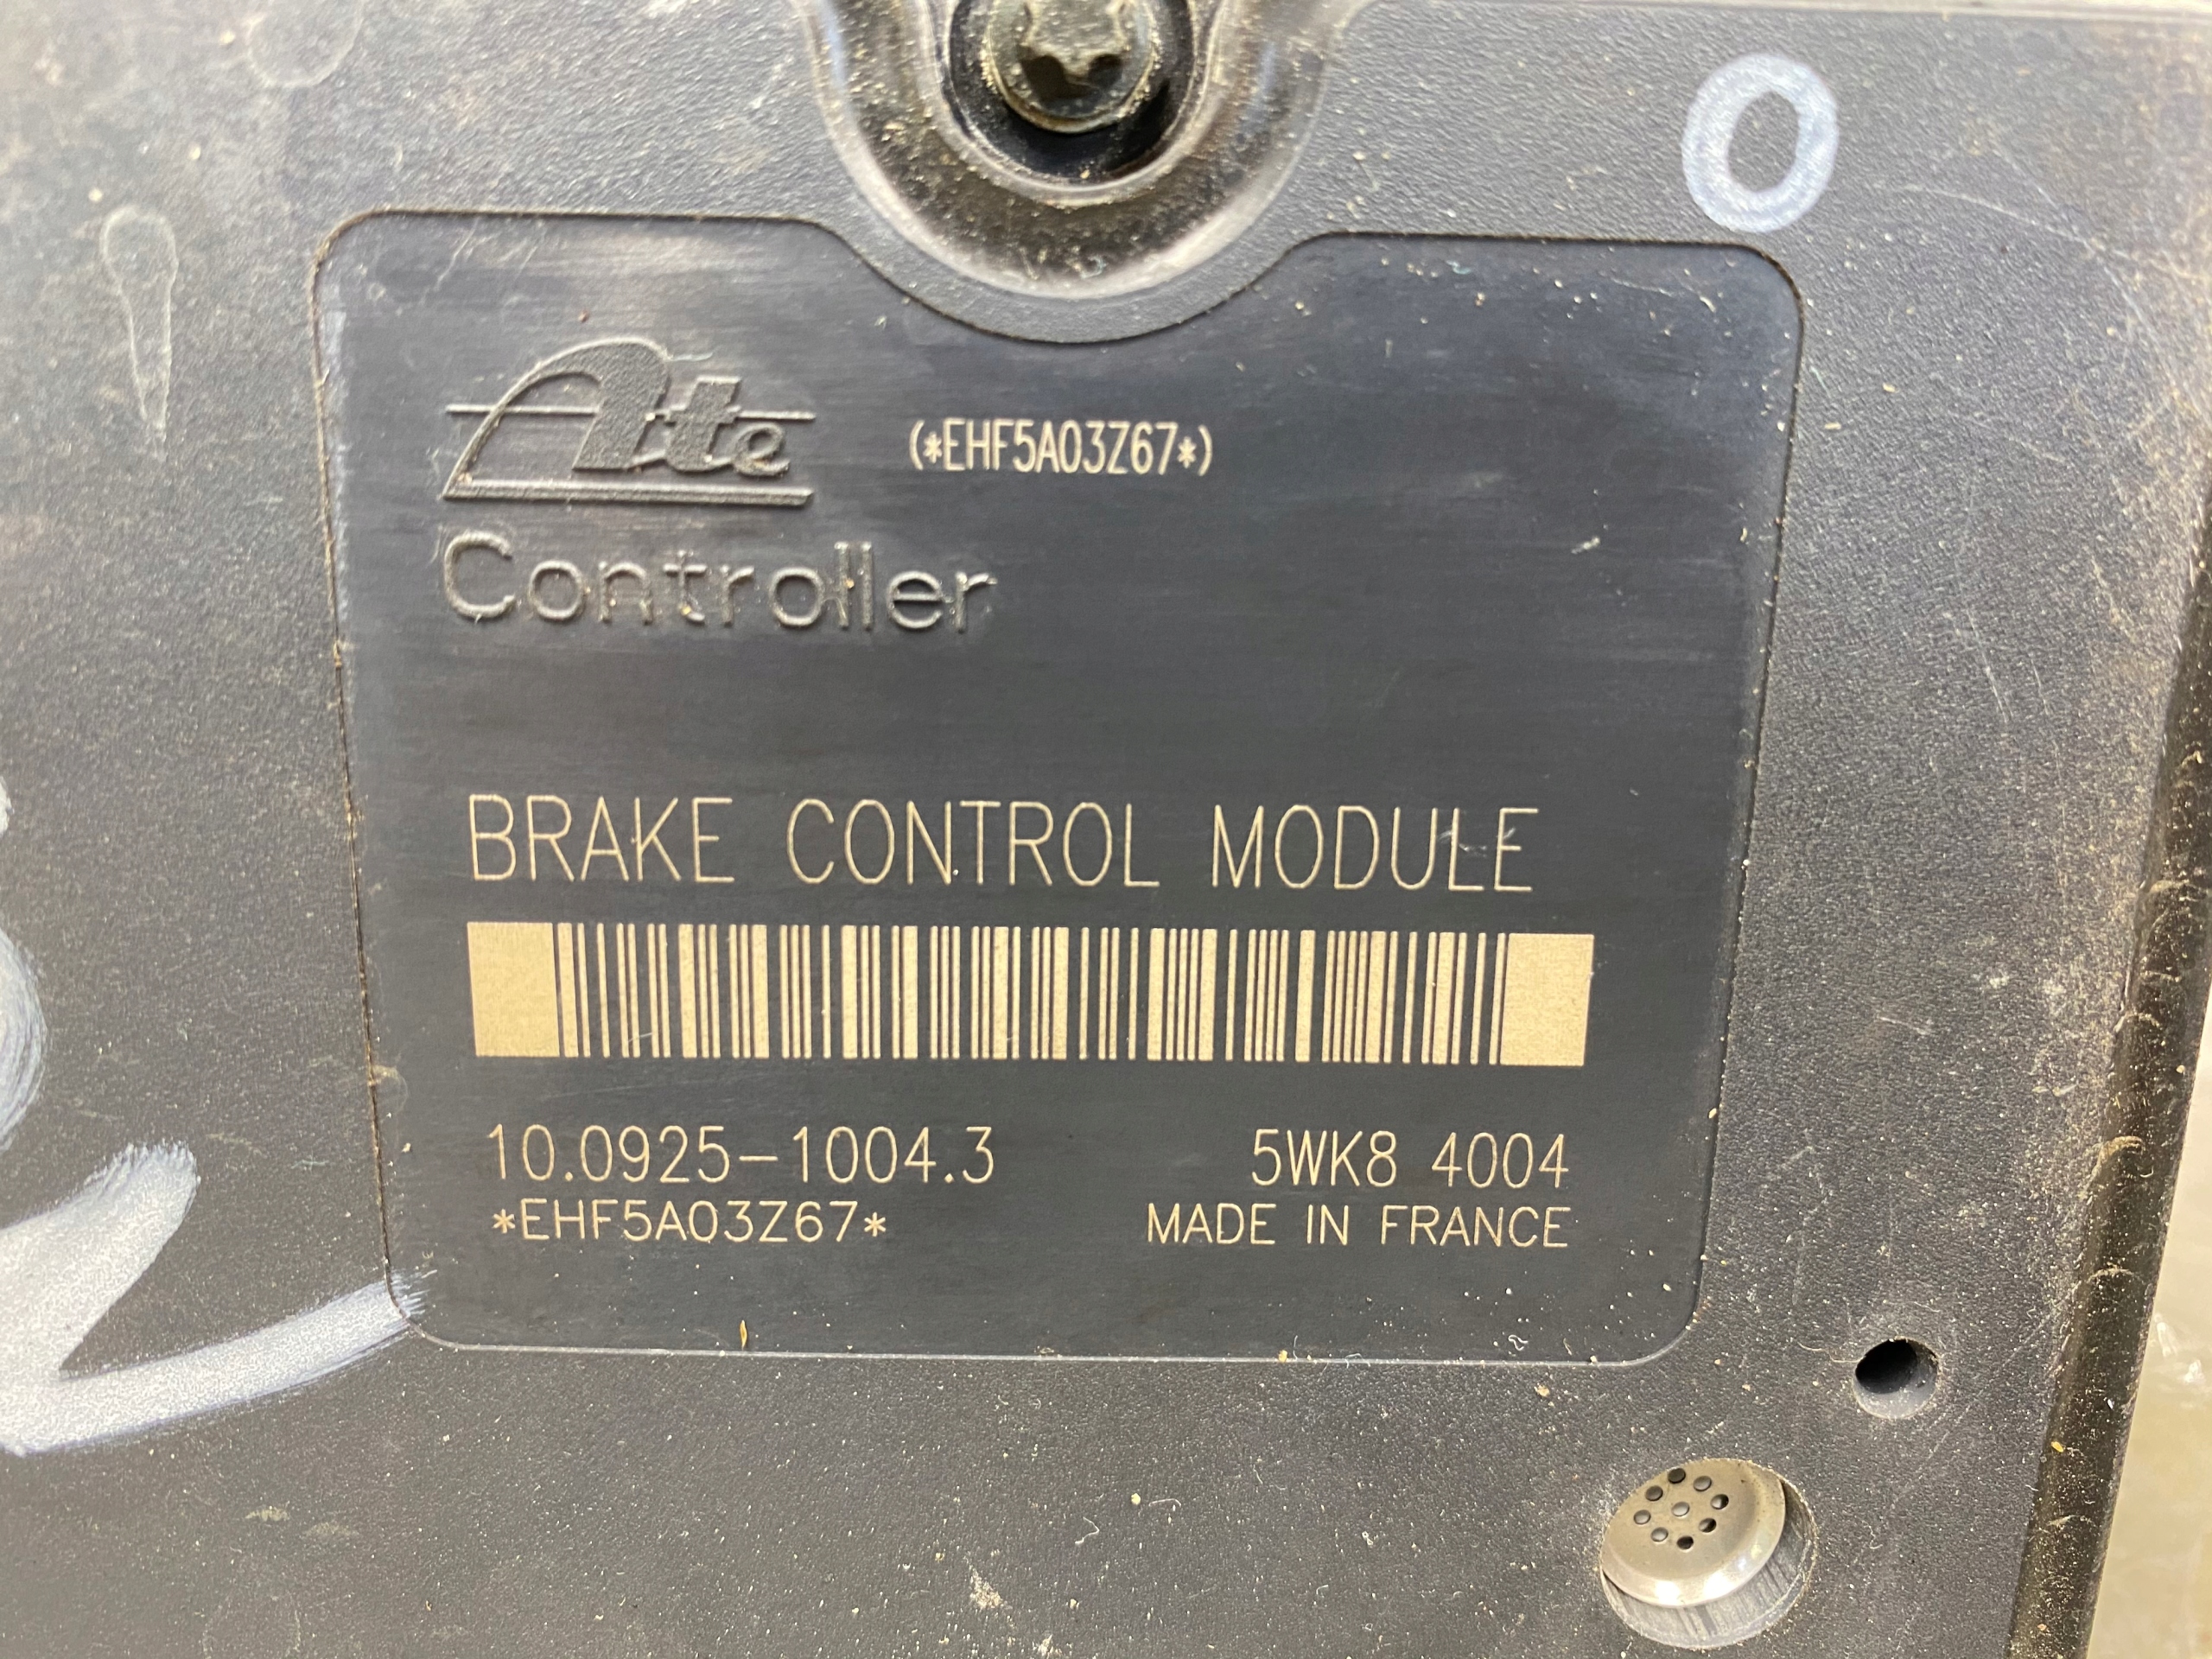 O
Ate
(*EHF5A03Z67*)
Controller
BRAKE CONTROL MODULE
10.0925-1004.3
5WK8 4004
*EHF5A03Z67*
MADE IN FRANCE